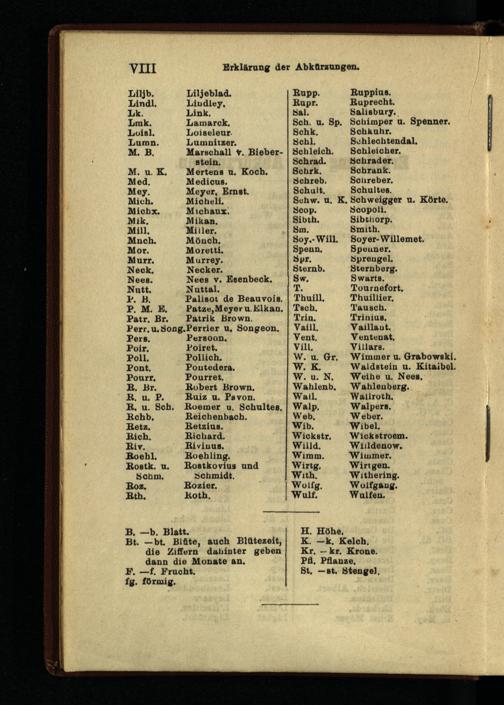 VIII Erklärung der Abkürzungen.
Liljb. Liljeblad.
Lindl. Lindley.
Lk. Link.
Lmk. Lamarck.
Loisl. Loiseleur.
Lumn. Lumnitzer.
M. B. Marschall v. Bieber-
stein.
M. u. K. Mertens u. Koch.
Med. Medicus.
Mey. Meyer, Ernst.
Mich. Micheli.
Michx. Michaux.
Mik. Mikan.
Mill. Miller.
Mnch. Mönch.
Mor. Moretti.
Murr. Murrey.
Neck. Necker.
Nees. Nees v. Esenbeck.
Nutt. Nuttal.
P. B. Palisot de Beauvois.
P. M. E. Patze, Meyer u. Elkan.
Patr. Br. Patrik Brown.
Perr. u. Song. Perrier u. Songeon.
Pers. Persoon.
Poir. Poiret.
Poll. Pollich.
Pont. Pontedera.
Pourr. Pourret.
R. Br. Robert Brown.
R. u. P. Ruiz u. Pavon.
R. u. Sch. Roemer u. Schultes.
Rchb. Reichenbach.
Retz. Retzius.
Rich. Richard.
Riv. Rivinus.
Roehl. Roehling.
Rostk. u. Rostkovius und
Schm. Schmidt.
Roz. Rozier.
Rth. Roth.
Rupp. Ruppius.
Rupr. Ruprecht.
Sal. Salisbury.
Sch. u. Sp. Schimper u. Spenner.
Schk. Schkuhr.
Schl. Schlechtendal.
Schleich. Schleicher.
Schrad. Schrader.
Schrk. Schrank.
Schreb. Schreber.
Schult. Schultes.
Schw. u. K. Schweigger u. Körte.
Scop. Scopoli.
Sibth. Sibthorp.
Sm. Smith.
Soy.-Will. Soyer-Willemet.
Spenn. Spenner.
Spr. Sprengel.
Sternb. Sternberg.
Sw. Swarts.
T. Tournefort.
Thuill. Thuillier.
Tsch. Tausch.
Trin. Trinius.
Vaill. Vaillant.
Vent. Ventenat.
Vill. Villars.
W. u. Gr. Wimmer u. Grabowski.
W. K. Waldstein u. Kitaibel.
W. u. N. Weihe u. Nees.
Wahlenb. Wahlenberg.
Wall. Wallroth.
Walp. Walpers.
Web. Weber.
Wib. Wibel.
Wickstr. Wickstroem.
Willd. Willdenow.
Wimm. Wimmer.
Wirtg. Wirtgen.
With. Withering.
Wolfg. Wolfgang.
Wulf. Wulfen.
B. —b. Blatt.
Bt. —bt. Blüte, auch Blütezeit,
die Ziffern dahinter geben
dann die Monate an.
F. —f. Frucht.
fg. förmig.
H. Höhe.
K. —k. Kelch.
Kr. —kr. Krone.
Pfl. Pflanze.
St. —st. Stengel.